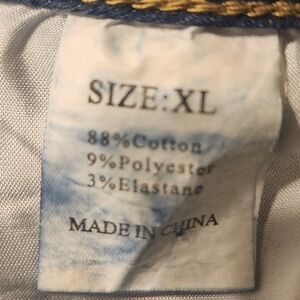 SIZE:XL
88%Cotton
9%Polyester
3%Elastane
MADE IN CHINA